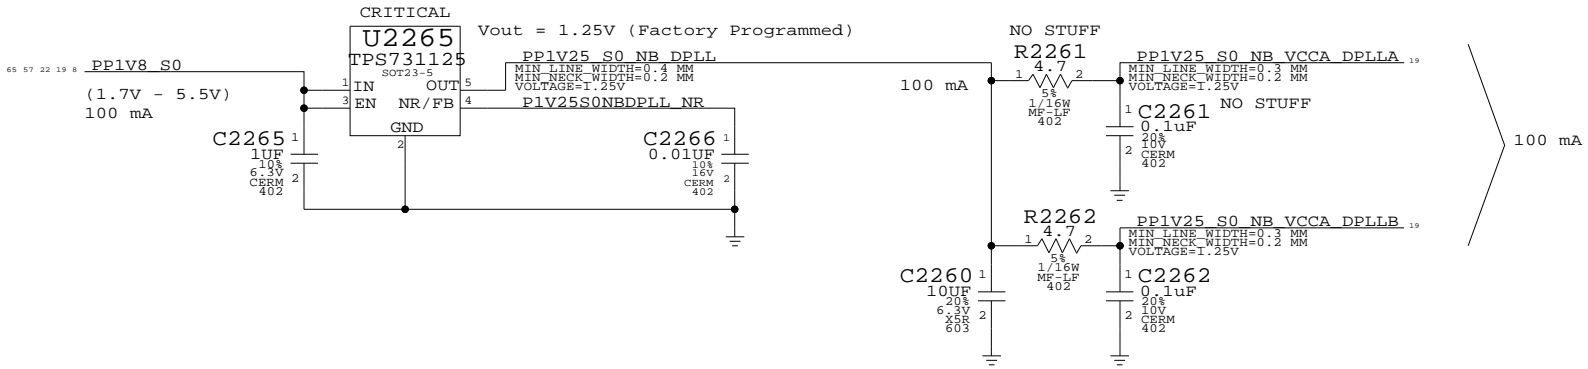 CRITICAL
U2265
TPS731125
SOT23-5
Vout = 1.25V (Factory Programmed)
65 57 22 19 8
PP1V8_S0
(1.7V - 5.5V)
100 mA
1
IN
3
EN
OUT
5
NR/FB
4
GND
2
PP1V25_S0_NB_DPLL
MIN_LINE_WIDTH=0.4 MM
MIN_NECK_WIDTH=0.2 MM
VOLTAGE=1.25V
P1V25S0NBDPLL_NR
C2265
1
1UF
10%
6.3V
CERM
402
2
C2266
1
0.01UF
10%
16V
CERM
402
2
100 mA
NO STUFF
R2261
1
4.7
2
5%
1/16W
MF-LF
402
PP1V25_S0_NB_VCCA_DPLLA
19
MIN_LINE_WIDTH=0.3 MM
MIN_NECK_WIDTH=0.2 MM
VOLTAGE=1.25V
NO STUFF
1
C2261
0.1uF
20%
10V
CERM
402
2
100 mA
R2262
1
4.7
2
5%
1/16W
MF-LF
402
PP1V25_S0_NB_VCCA_DPLLB
19
MIN_LINE_WIDTH=0.3 MM
MIN_NECK_WIDTH=0.2 MM
VOLTAGE=1.25V
C2260
1
10UF
20%
6.3V
X5R
603
2
1
C2262
0.1uF
20%
10V
CERM
402
2